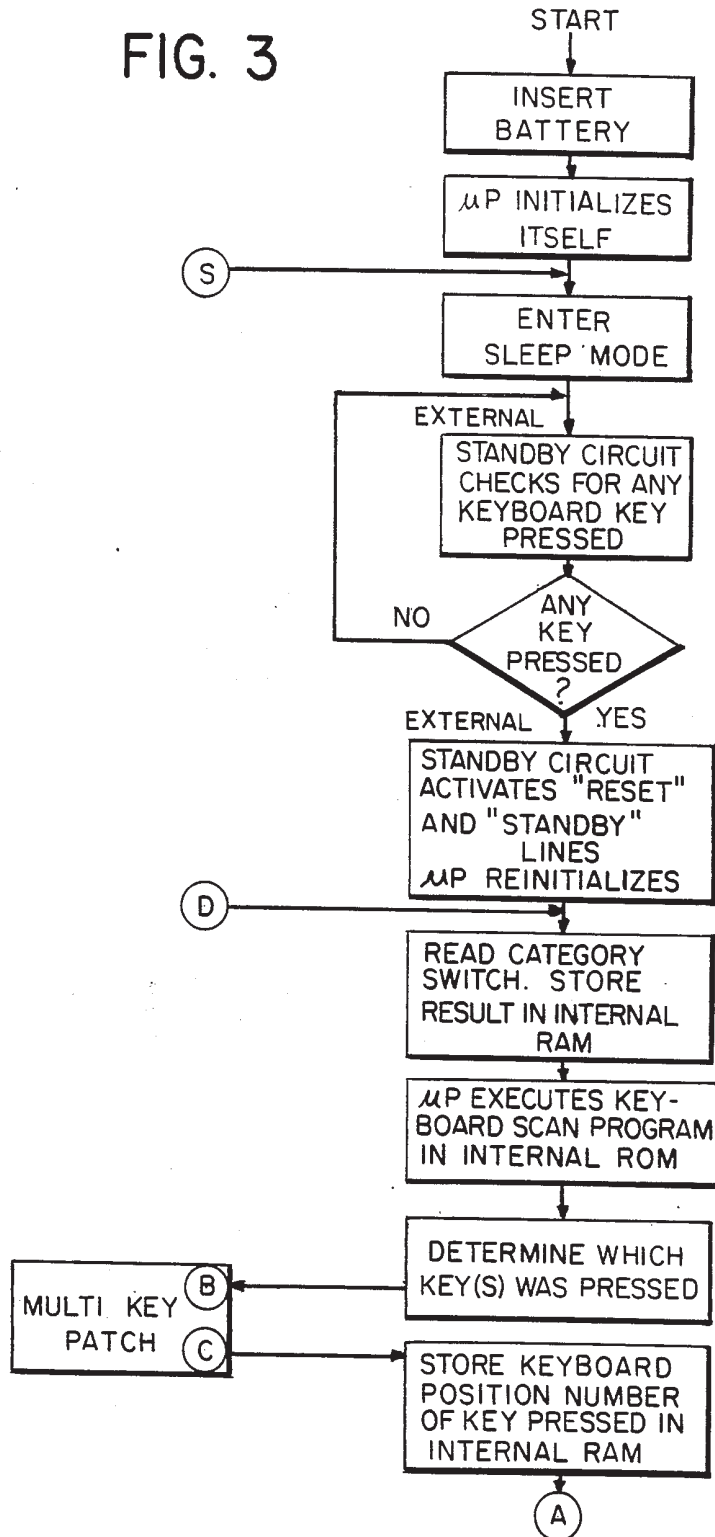 FIG. 3
START
INSERT
BATTERY
μP INITIALIZES
ITSELF
S
ENTER
SLEEP MODE
EXTERNAL
STANDBY CIRCUIT
CHECKS FOR ANY
KEYBOARD KEY
PRESSED
NO
ANY
KEY
PRESSED
?
EXTERNAL
YES
STANDBY CIRCUIT
ACTIVATES "RESET"
AND "STANDBY"
LINES
μP REINITIALIZES
D
READ CATEGORY
SWITCH. STORE
RESULT IN INTERNAL
RAM
μP EXECUTES KEY-
BOARD SCAN PROGRAM
IN INTERNAL ROM
DETERMINE WHICH
KEY(S) WAS PRESSED
MULTI KEY
PATCH
B
C
STORE KEYBOARD
POSITION NUMBER
OF KEY PRESSED IN
INTERNAL RAM
A